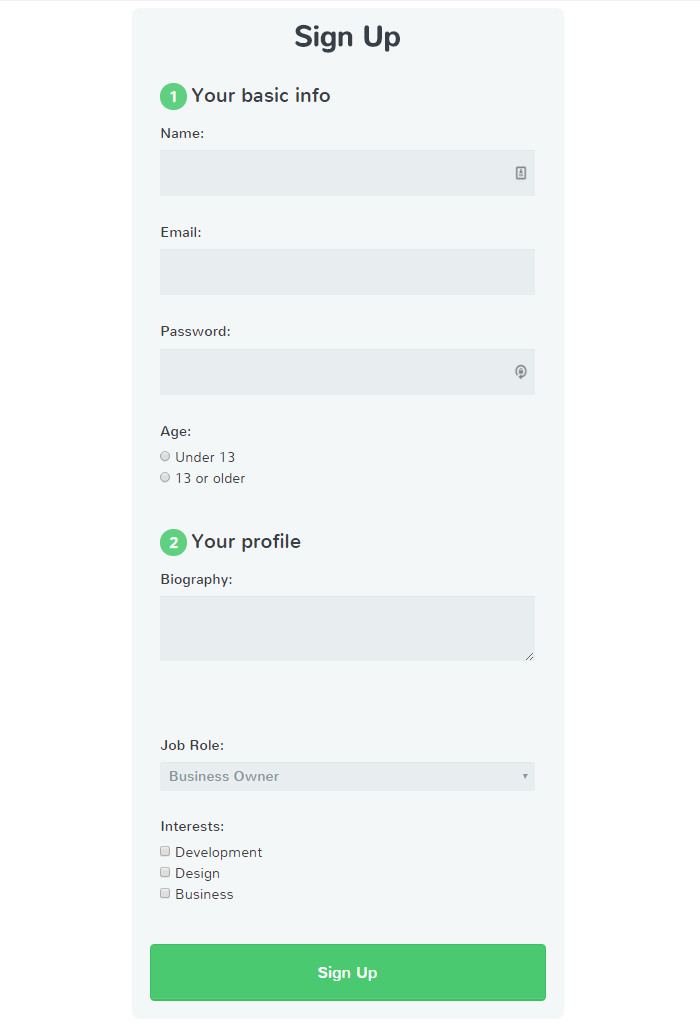 Sign Up
1 Your basic info
Name:
Email:
Password:
Age:
Under 13
13 or older
2 Your profile
Biography:
Job Role:
Business Owner
Interests:
Development
Design
Business
Sign Up